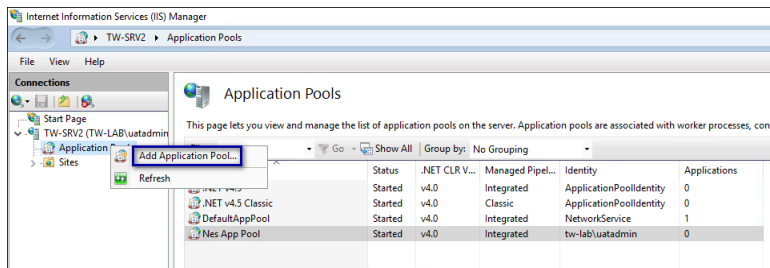 Internet Information Services (IIS) Manager
TW-SRV2 Application Pools
File View Help
Connections
Start Page
TW-SRV2 (TW-LAB\uatadmin
Application
Sites
Add Application Pool...
Refresh
Application Pools
This page lets you view and manage the list of application pools on the server. Application pools are associated with worker processes, con
Go Show All Group by: No Grouping
Status .NET CLR V... Managed Pipel... Identity Applications
.NET v4.5 Started v4.0 Integrated ApplicationPoolIdentity 0
.NET v4.5 Classic Started v4.0 Classic ApplicationPoolIdentity 0
DefaultAppPool Started v4.0 Integrated NetworkService 1
Nes App Pool Started v4.0 Integrated tw-lab\uatadmin 0